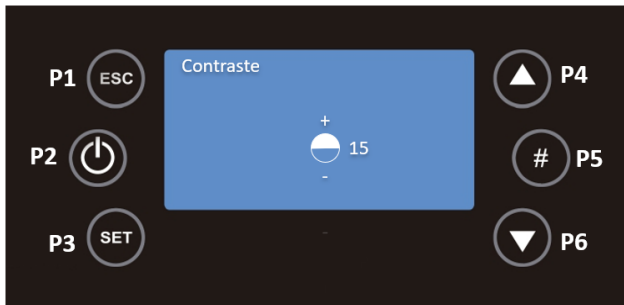 Contraste
P1 ESC
P4
+
15
P2
# P5
-
P3 SET
-
P6